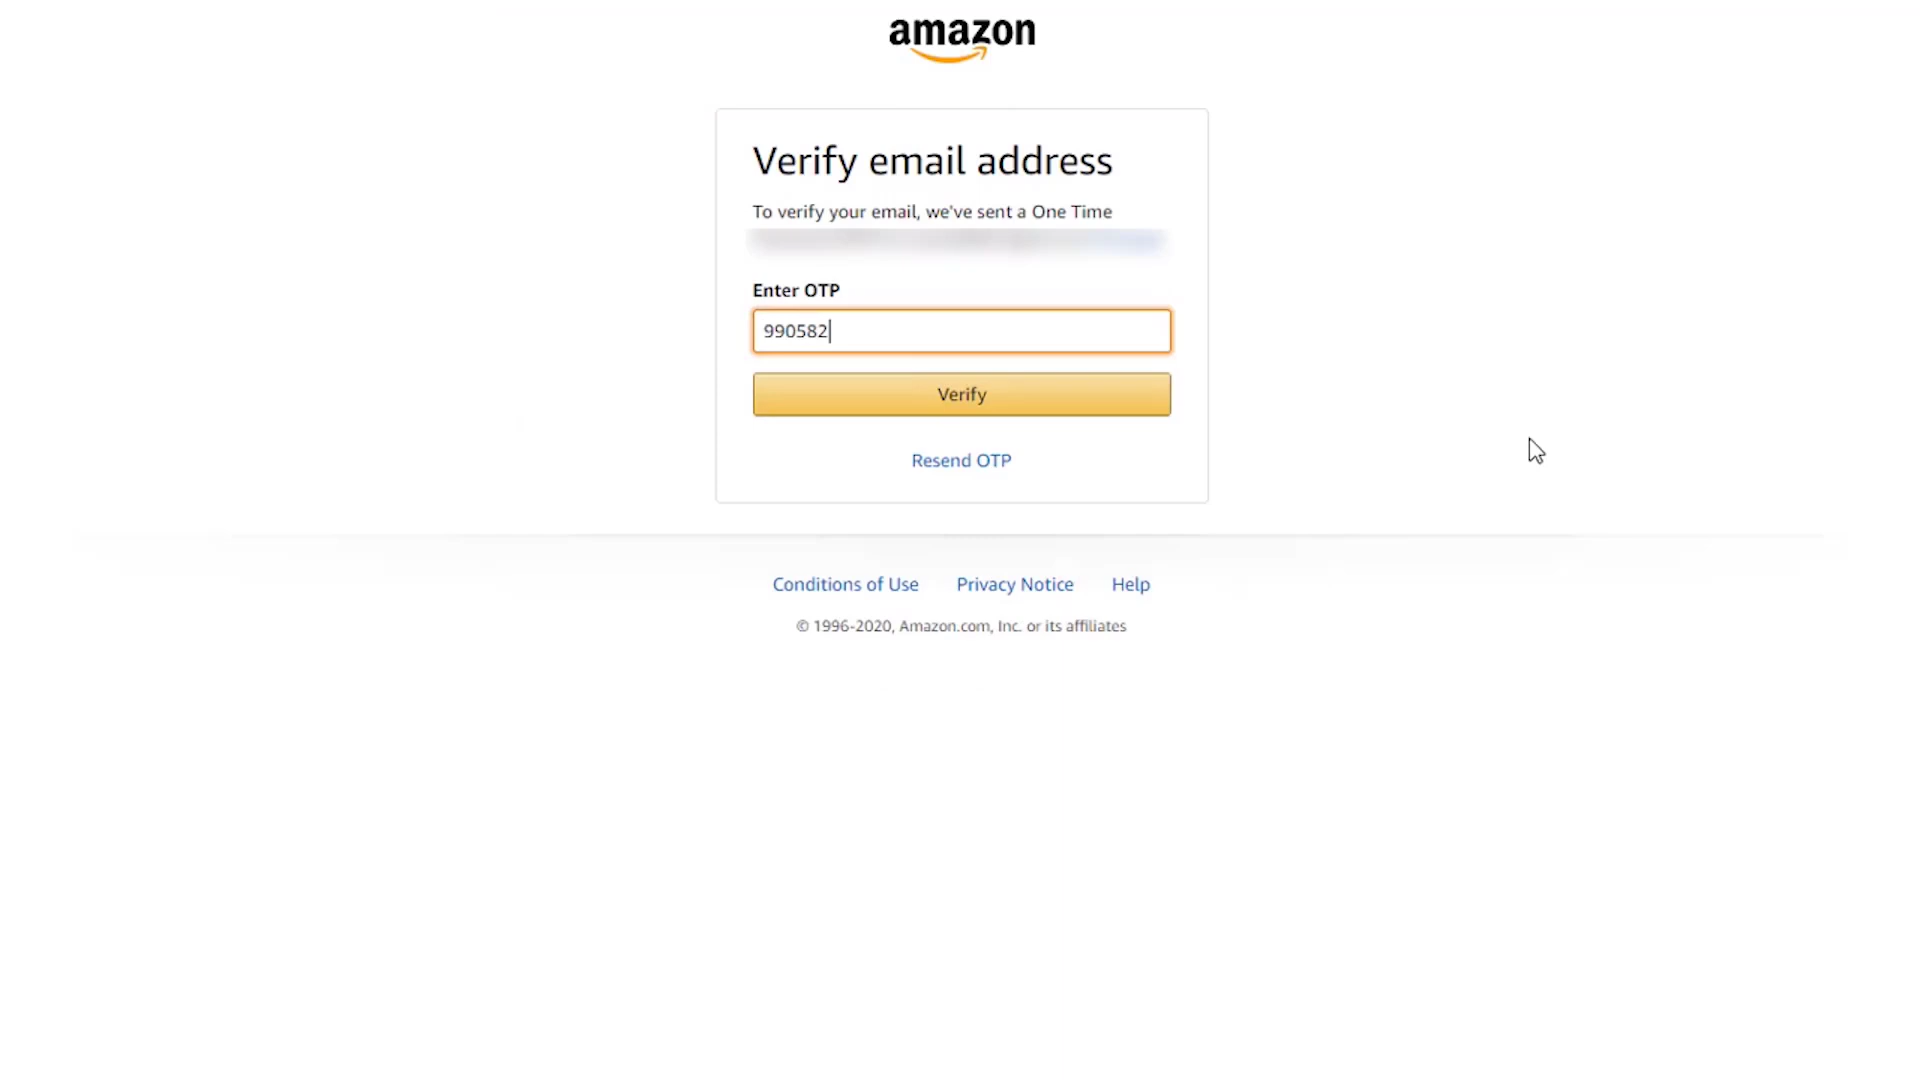 amazon
Verify email address
To verify your email, we've sent a One Time
Enter OTP
990582
Verify
Resend OTP
Conditions of Use Privacy Notice Help
© 1996-2020, Amazon.com, Inc. or its affiliates